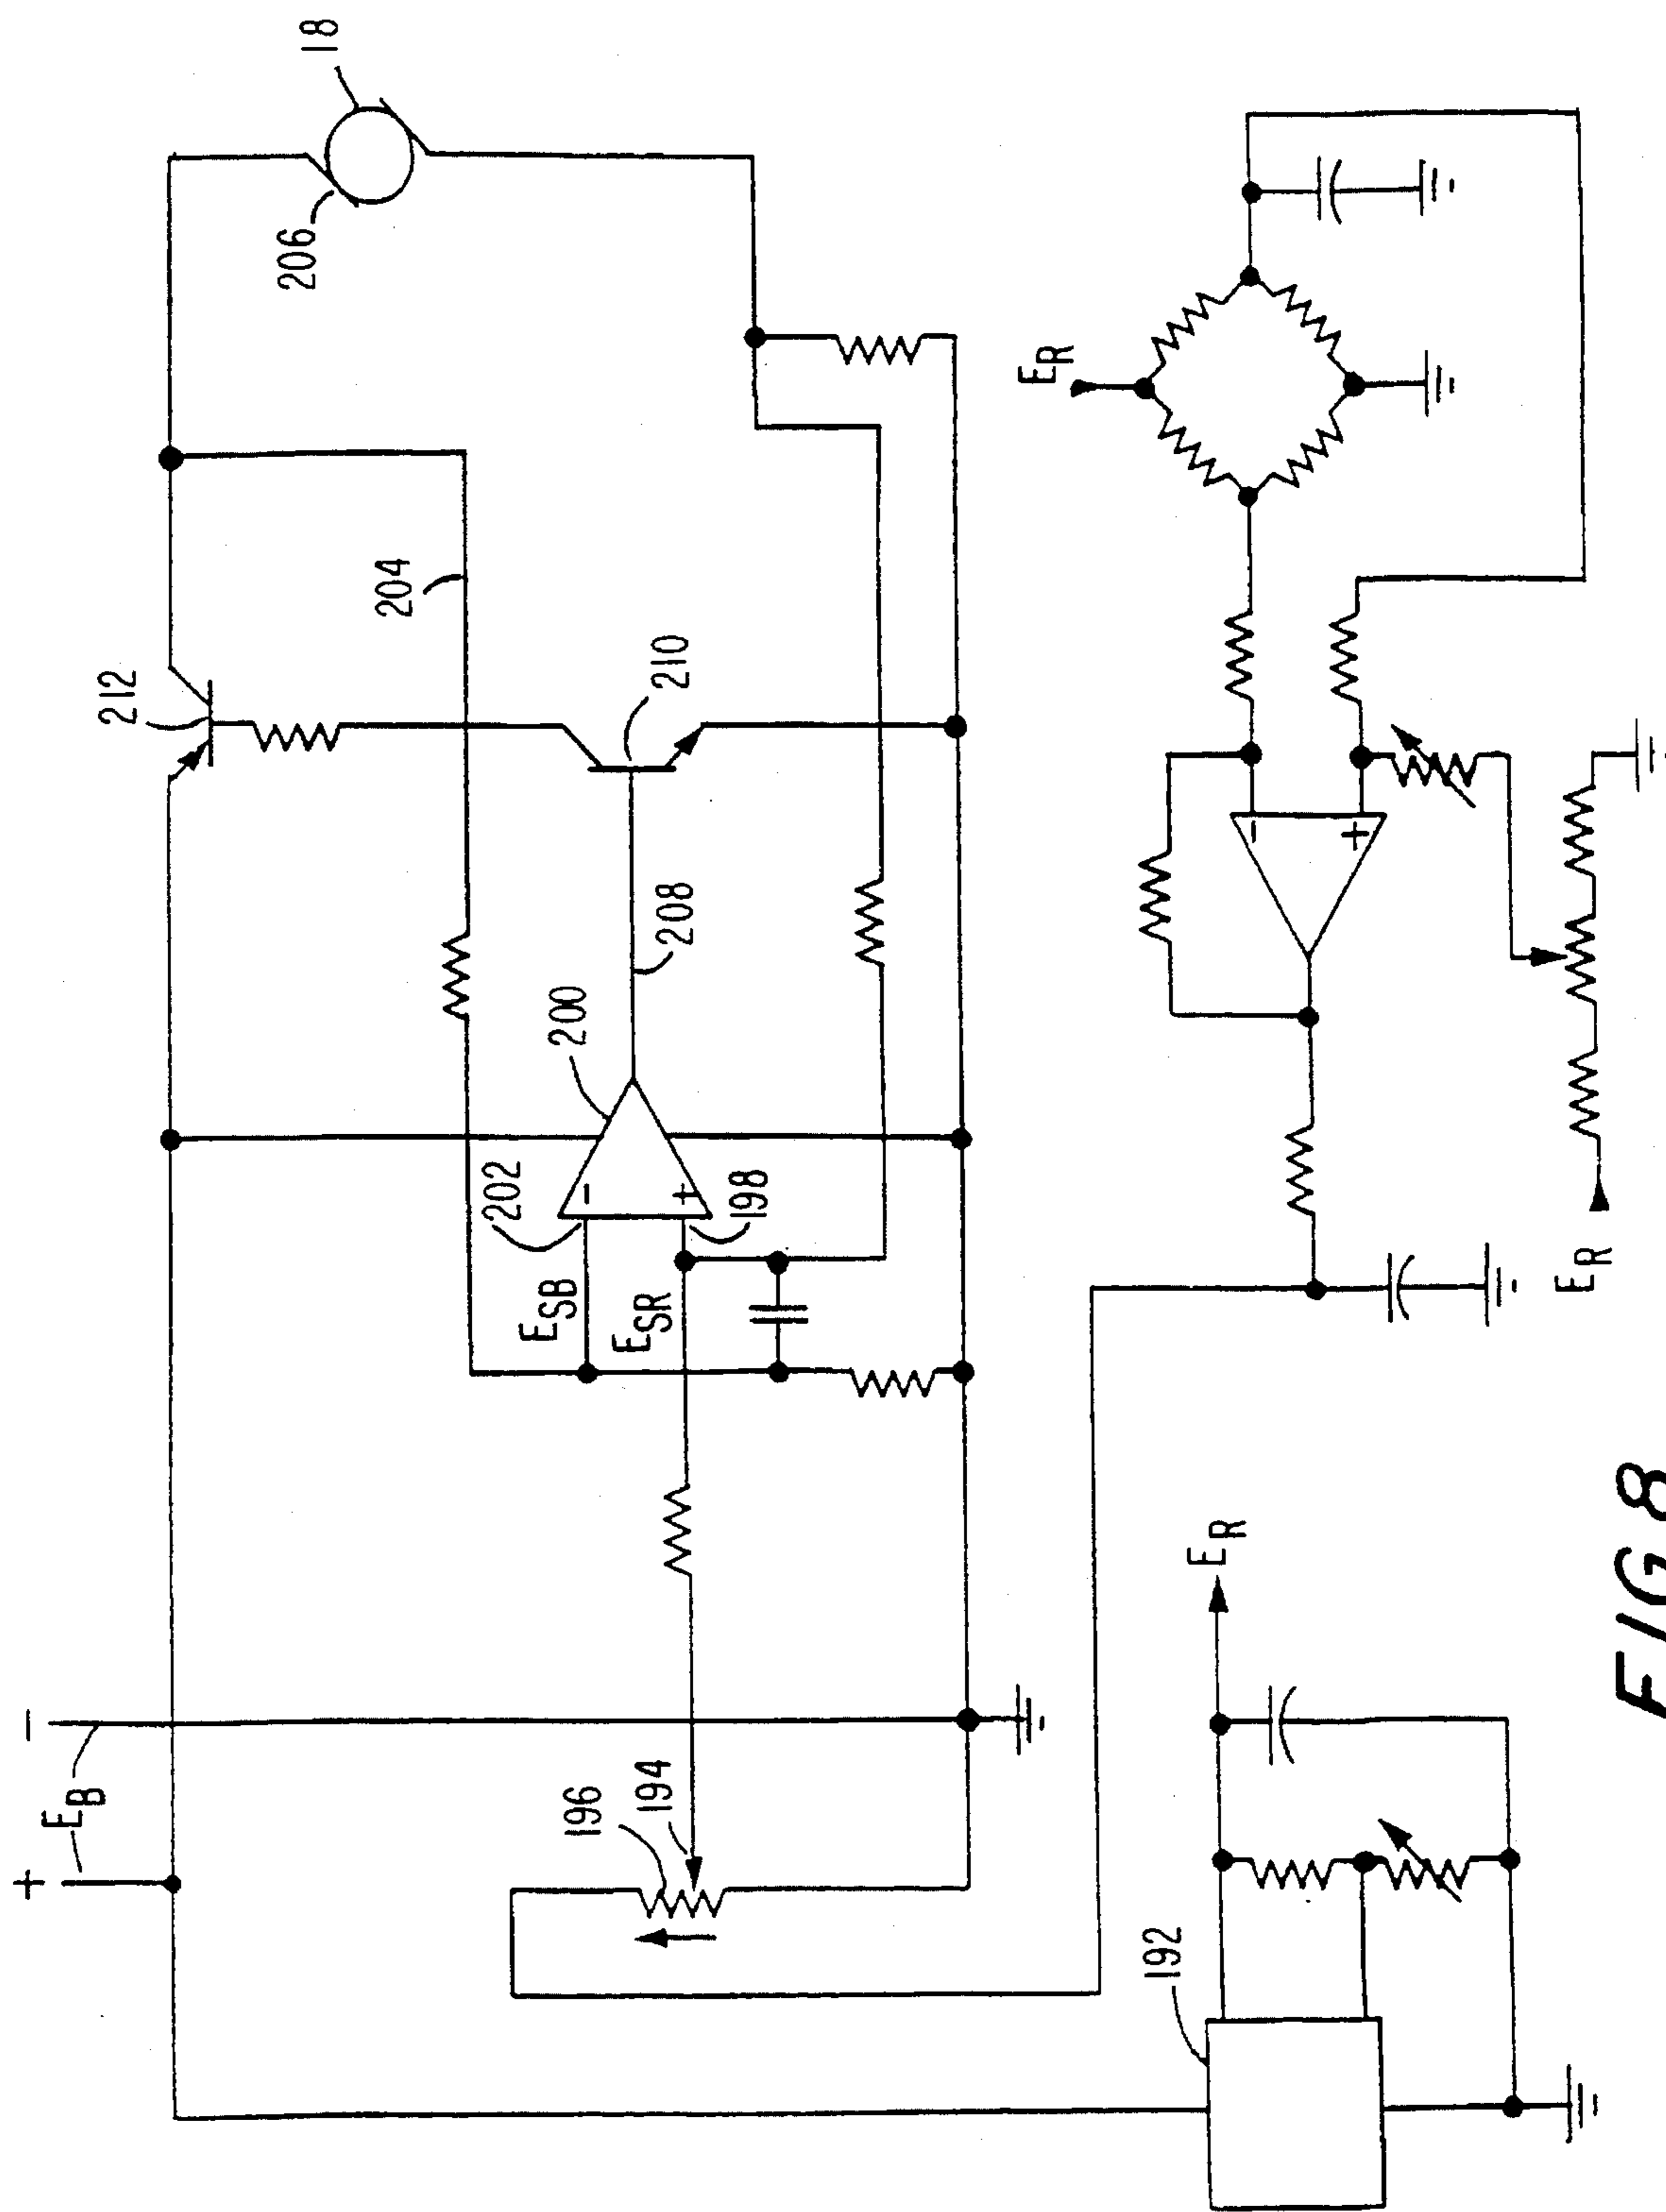 18
206
212
204
210
208
200
202
198
E_SB
E_SR
−
+
−
+
E_B
196
194
E_R
−
+
E_R
E_R
192
FIG 8